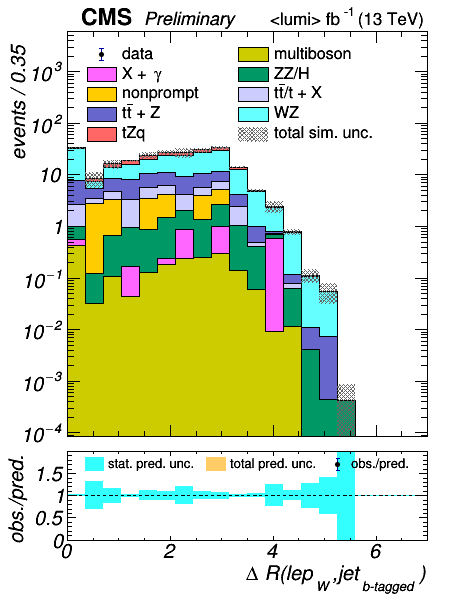 CMS Preliminary <lumi> fb⁻¹ (13 TeV)
events / 0.35
10³
10²
10
1
10⁻¹
10⁻²
10⁻³
10⁻⁴
data
multiboson
X + γ
ZZ/H
nonprompt
tt̄/t + X
tt̄ + Z
WZ
tZq
total sim. unc.
obs./pred.
1.5
1
0.5
0
stat. pred. unc.
total pred. unc.
obs./pred.
0 2 4 6
Δ R(lep_W, jet_b-tagged)